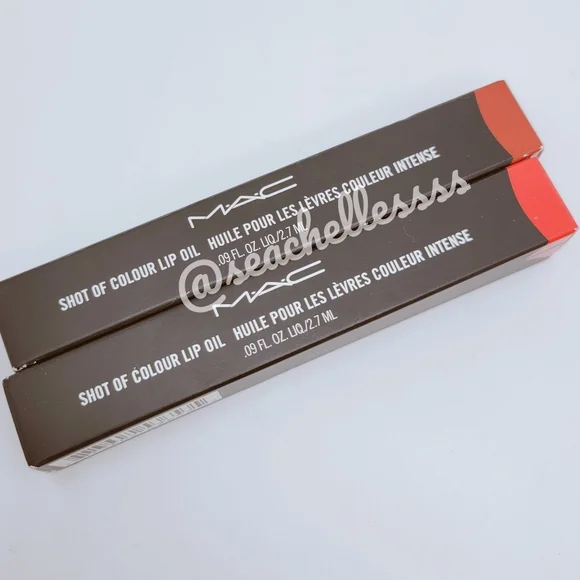 M·A·C
SHOT OF COLOUR LIP OIL HUILE POUR LES LÈVRES COULEUR INTENSE
.09 FL. OZ. LIQ./2.7 ML
@seachellessss
M·A·C
SHOT OF COLOUR LIP OIL HUILE POUR LES LÈVRES COULEUR INTENSE
.09 FL. OZ. LIQ./2.7 ML